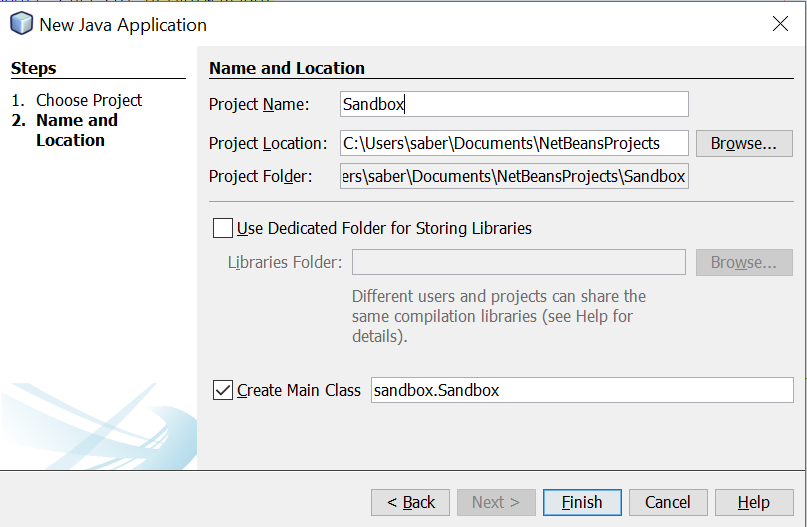 New Java Application
Steps
1. Choose Project
2. Name and
Location
Name and Location
Project Name: Sandbox
Project Location: C:\Users\saber\Documents\NetBeansProjects Browse...
Project Folder: ers\saber\Documents\NetBeansProjects\Sandbox
Use Dedicated Folder for Storing Libraries
Libraries Folder: Browse...
Different users and projects can share the
same compilation libraries (see Help for
details).
Create Main Class sandbox.Sandbox
< Back Next > Finish Cancel Help